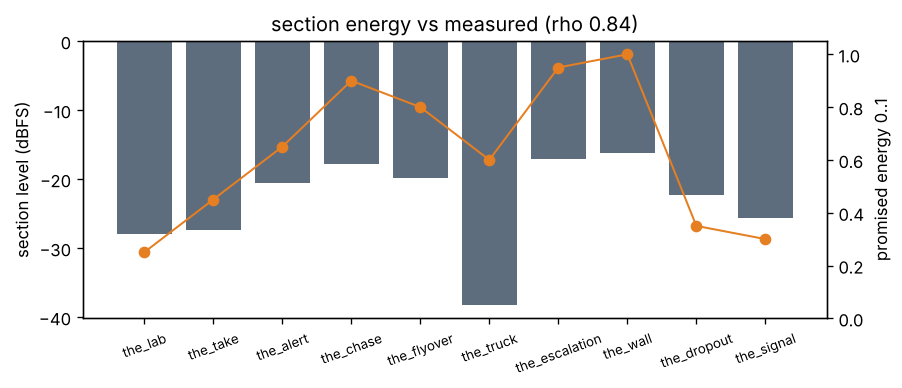 section energy vs measured (rho 0.84)
section level (dBFS)
0
−10
−20
−30
−40
1.0
0.8
0.6
0.4
0.2
0.0
promised energy 0..1
the_lab
the_take
the_alert
the_chase
the_flyover
the_truck
the_escalation
the_wall
the_dropout
the_signal